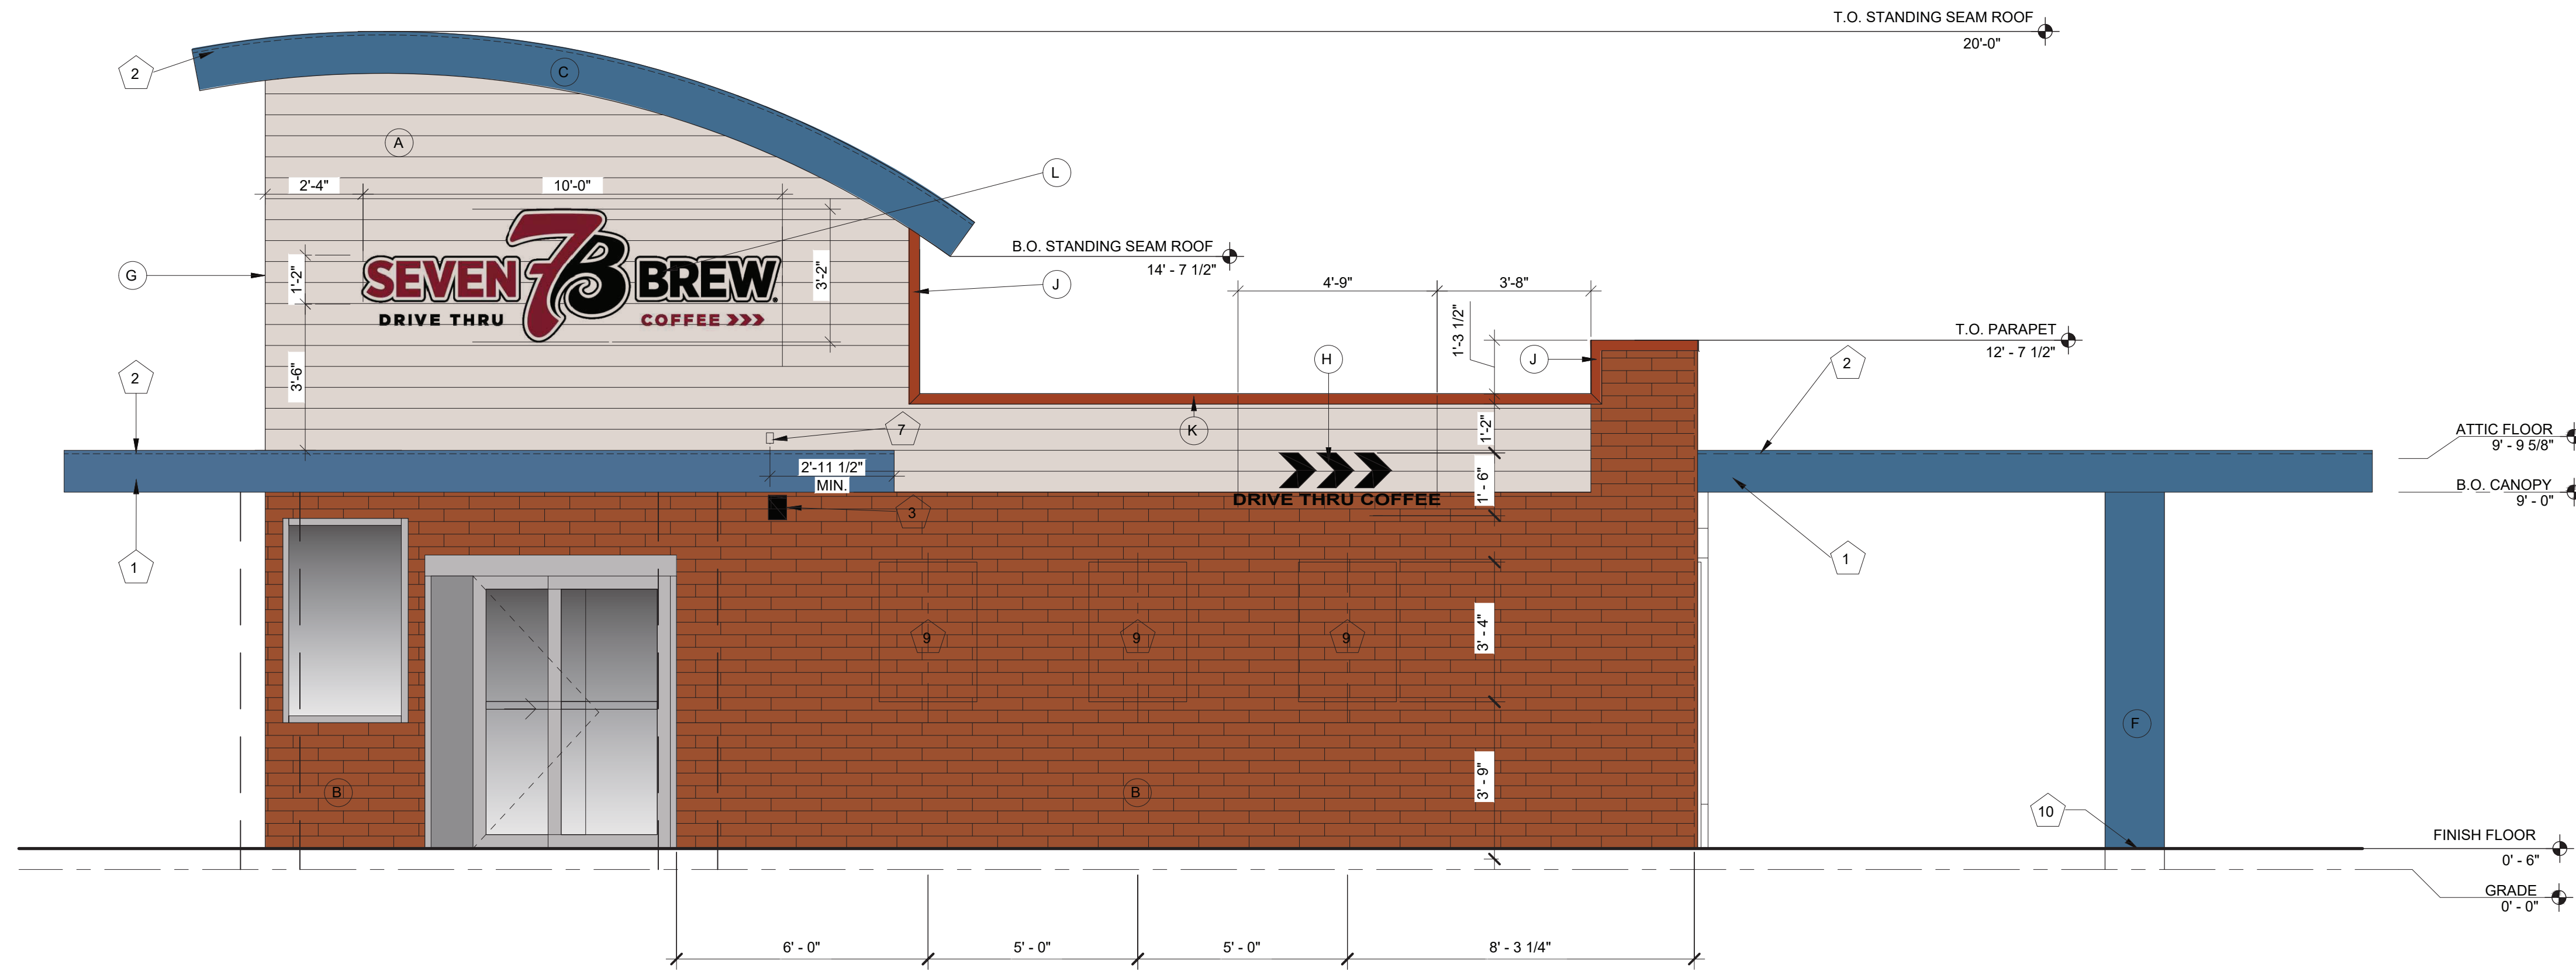 T.O. STANDING SEAM ROOF
20'-0"
2
C
A
L
2'-4"
10'-0"
B.O. STANDING SEAM ROOF
14' - 7 1/2"
G
1'-2"
SEVEN 7B BREW
DRIVE THRU
COFFEE
3'-2"
J
4'-9"
3'-8"
1'-3 1/2"
T.O. PARAPET
12' - 7 1/2"
H
J
2
2
3'-6"
K
7
1'-2"
ATTIC FLOOR
9' - 9 5/8"
2'-11 1/2"
MIN.
1' - 6"
B.O. CANOPY
9' - 0"
DRIVE THRU COFFEE
3
1
1
9
9
9
3' - 4"
F
B
B
3' - 9"
10
FINISH FLOOR
0' - 6"
GRADE
0' - 0"
6' - 0"
5' - 0"
5' - 0"
8' - 3 1/4"